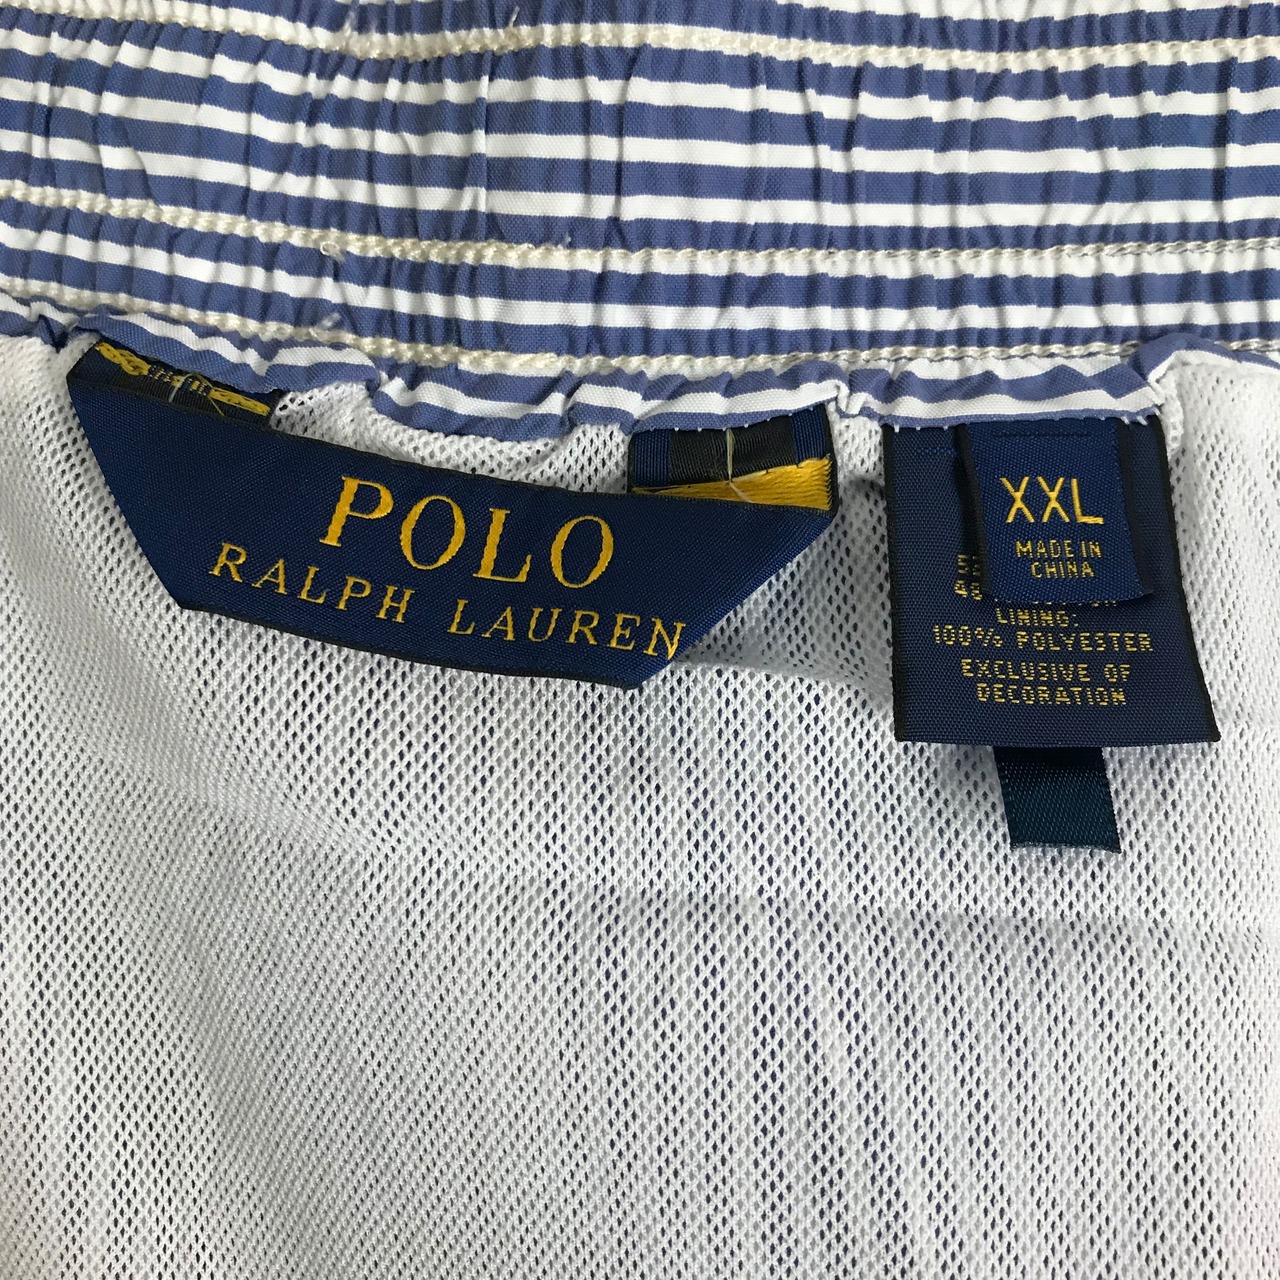 POLO
RALPH LAUREN
XXL
MADE IN
CHINA
LINING:
100% POLYESTER
EXCLUSIVE OF
DECORATION